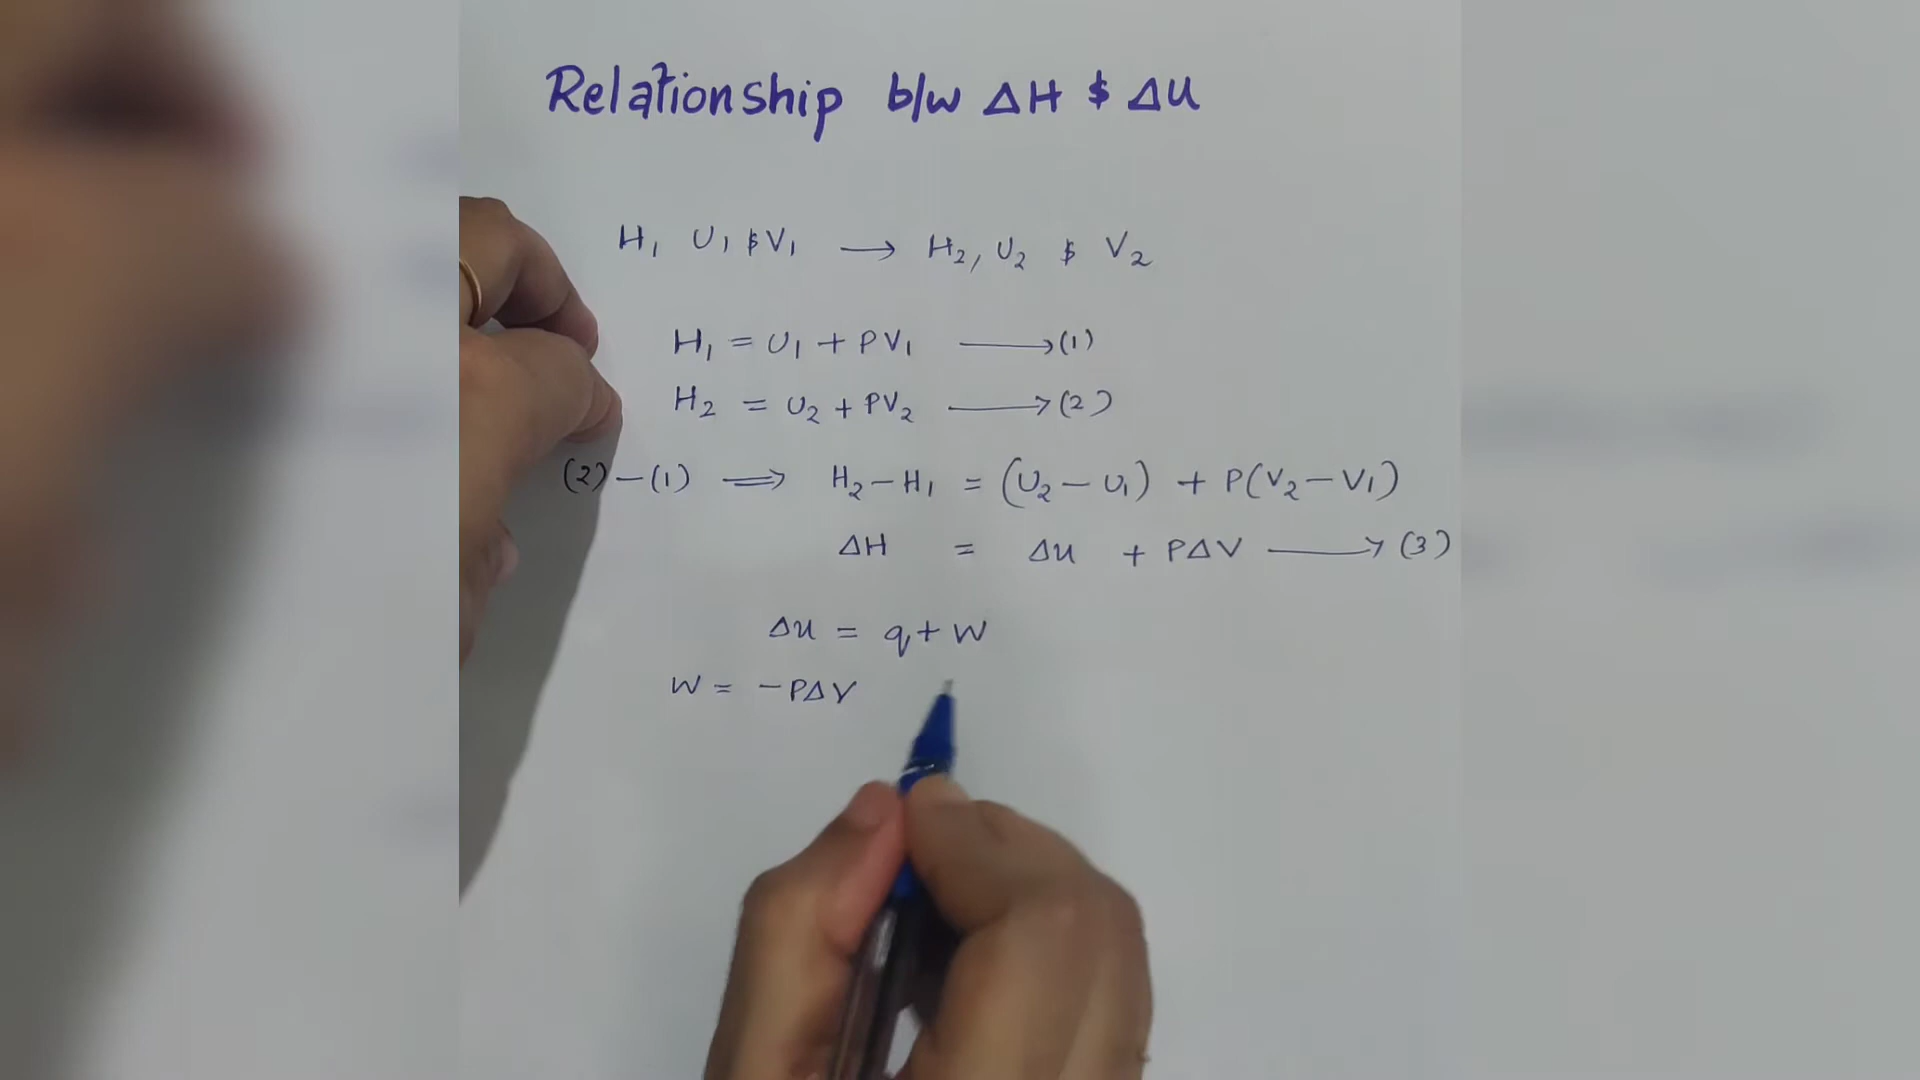 Relationship b/w ΔH & ΔU
H₁ U₁ & V₁ → H₂, U₂ & V₂
H₁ = U₁ + PV₁ → (1)
H₂ = U₂ + PV₂ → (2)
(2) – (1) ⟹ H₂ – H₁ = (U₂ – U₁) + P(V₂ – V₁)
ΔH = ΔU + PΔV → (3)
ΔU = q + W
W = – PΔV